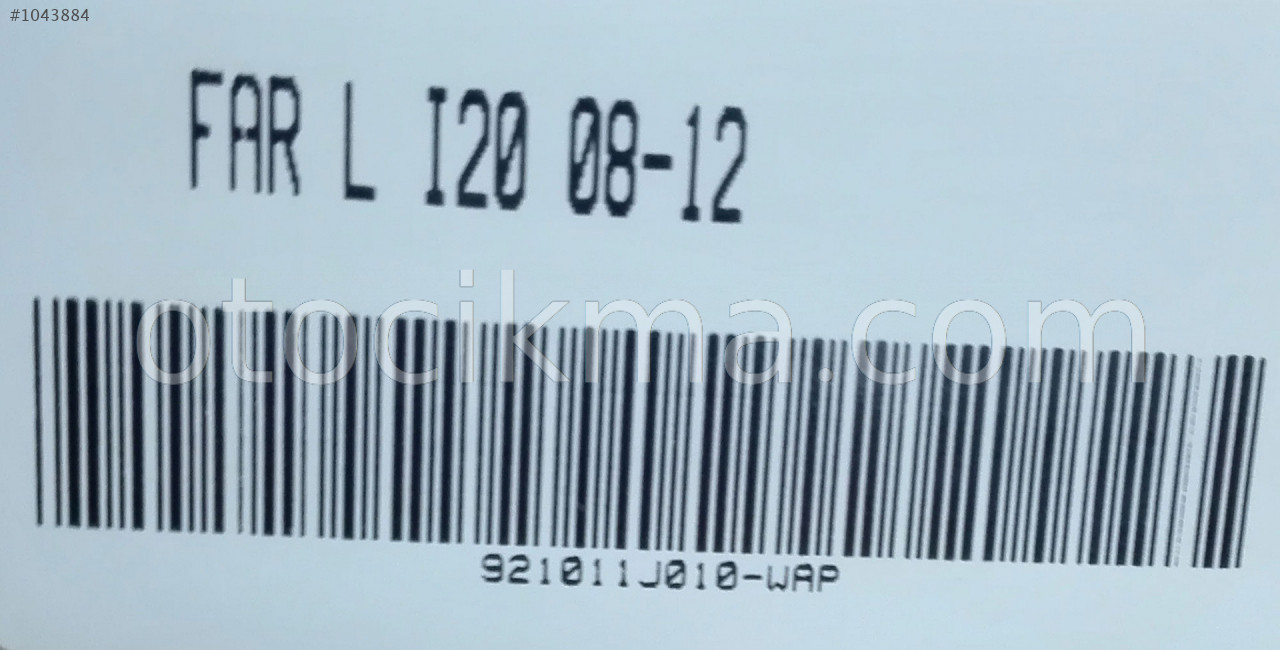 #1043884
FAR L I20 08-12
otocikma.com
921011J010-WAP